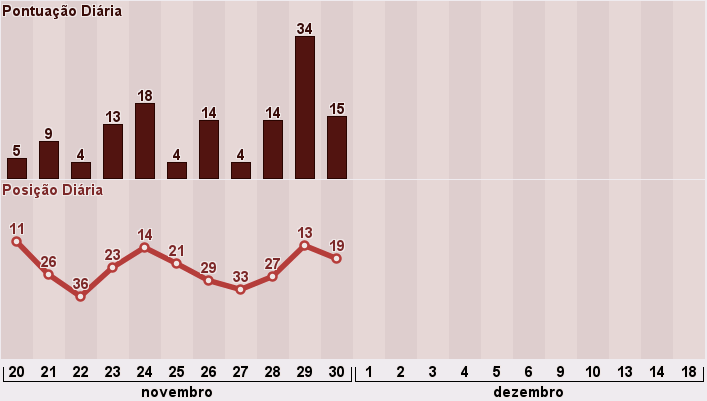 Pontuação Diária
5 9 4 13 18 4 14 4 14 34 15
Posição Diária
11 26 36 23 14 21 29 33 27 13 19
20 21 22 23 24 25 26 27 28 29 30 1 2 3 4 5 6 9 10 13 14 18
novembro dezembro